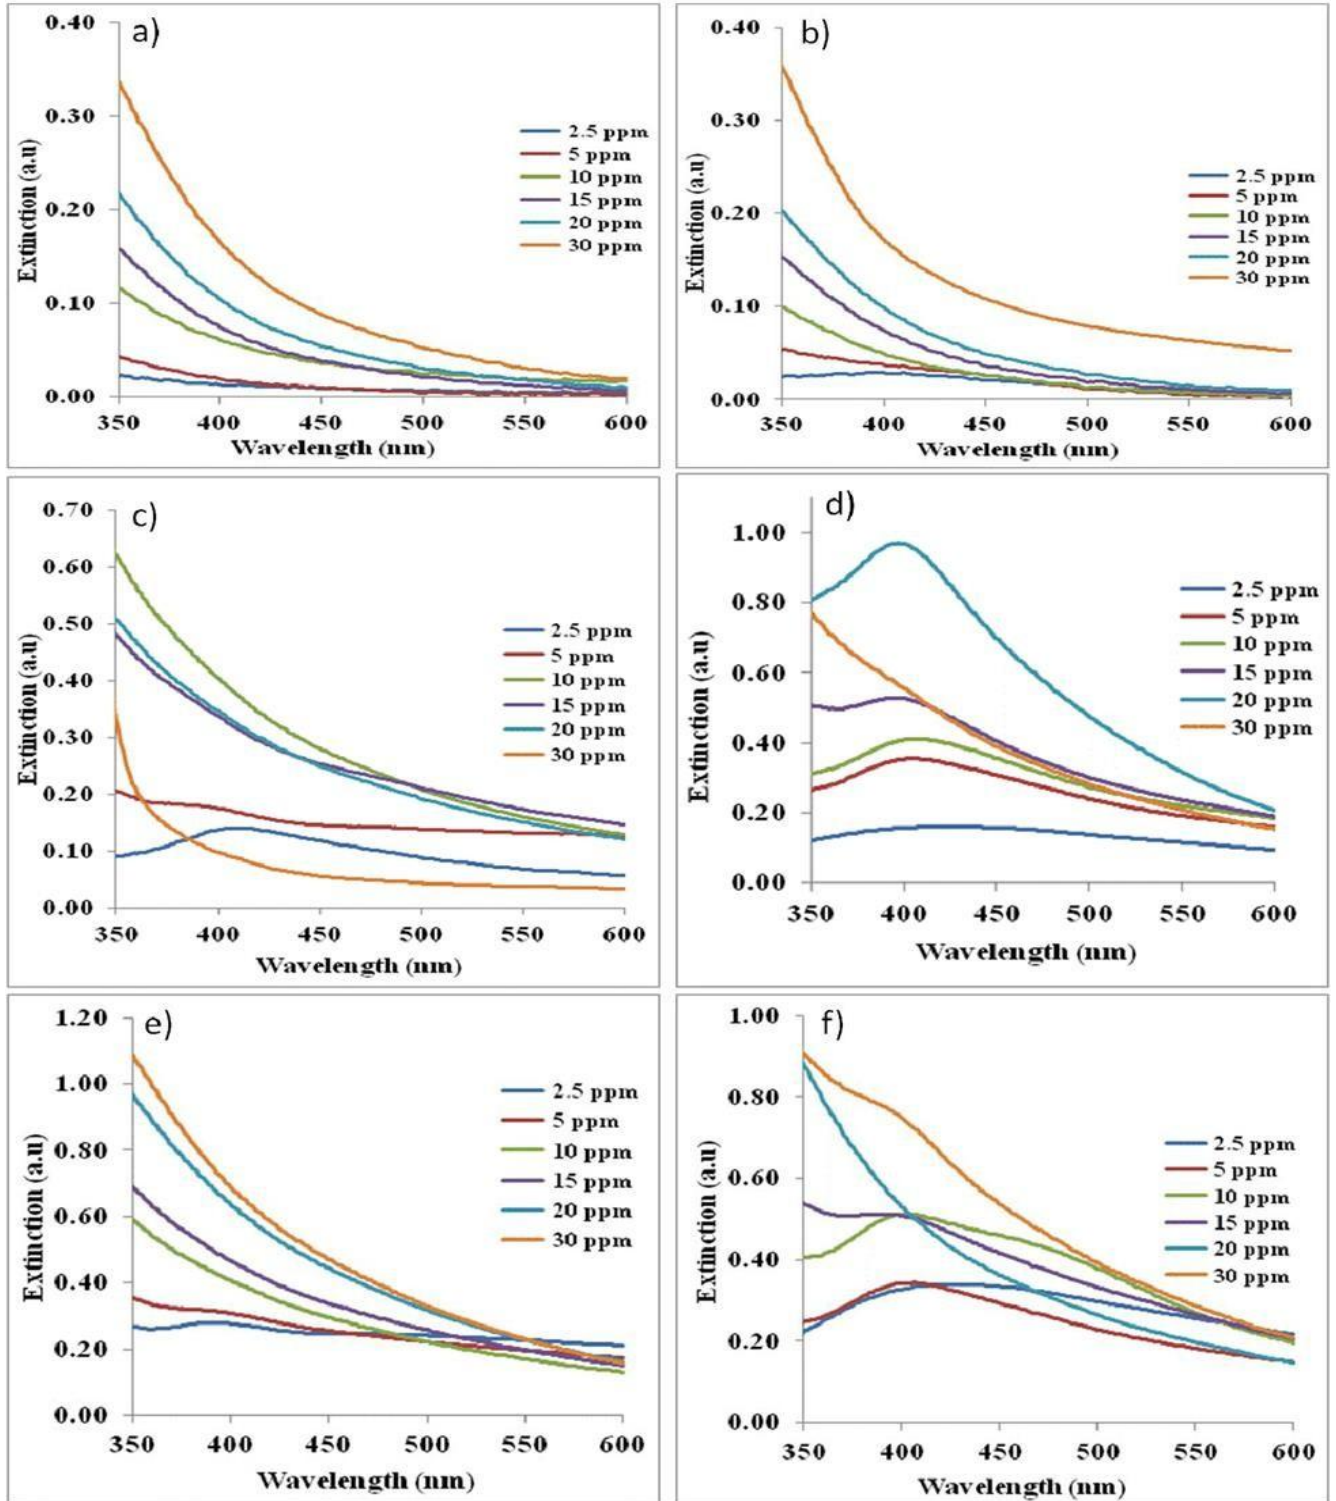 a)
0.40
0.30
0.20
0.10
0.00
Extinction (a.u)
2.5 ppm
5 ppm
10 ppm
15 ppm
20 ppm
30 ppm
350 400 450 500 550 600
Wavelength (nm)
b)
0.40
0.30
0.20
0.10
0.00
Extinction (a.u)
2.5 ppm
5 ppm
10 ppm
15 ppm
20 ppm
30 ppm
350 400 450 500 550 600
Wavelength (nm)
c)
0.70
0.60
0.50
0.40
0.30
0.20
0.10
0.00
Extinction (a.u)
2.5 ppm
5 ppm
10 ppm
15 ppm
20 ppm
30 ppm
350 400 450 500 550 600
Wavelength (nm)
d)
1.00
0.80
0.60
0.40
0.20
0.00
Extinction (a.u)
2.5 ppm
5 ppm
10 ppm
15 ppm
20 ppm
30 ppm
350 400 450 500 550 600
Wavelength (nm)
e)
1.20
1.00
0.80
0.60
0.40
0.20
0.00
Extinction (a.u)
2.5 ppm
5 ppm
10 ppm
15 ppm
20 ppm
30 ppm
350 400 450 500 550 600
Wavelength (nm)
f)
1.00
0.80
0.60
0.40
0.20
0.00
Extinction (a.u)
2.5 ppm
5 ppm
10 ppm
15 ppm
20 ppm
30 ppm
350 400 450 500 550 600
Wavelength (nm)